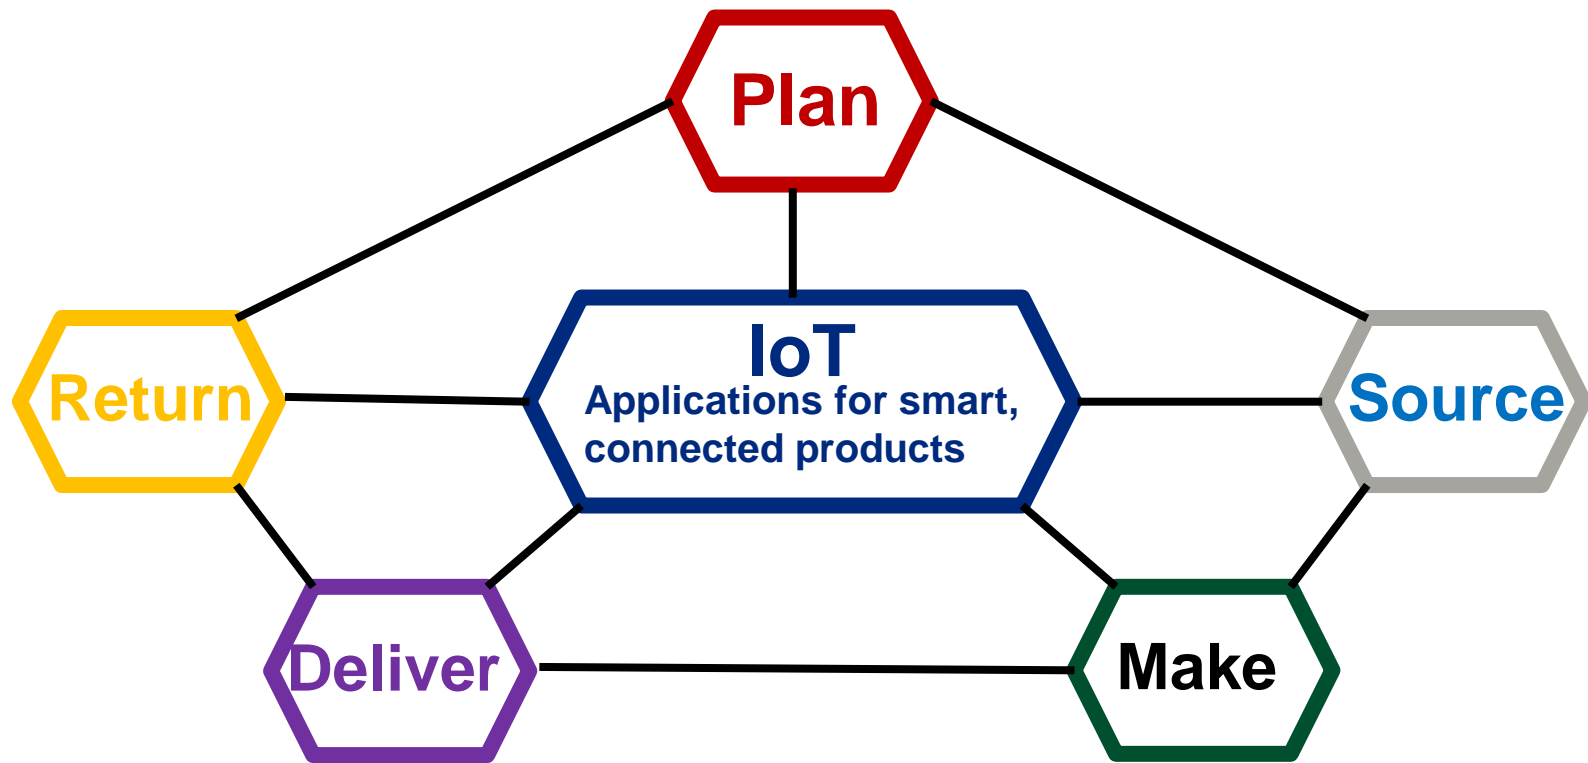 Plan
IoT
Applications for smart,
connected products
Return
Source
Deliver
Make